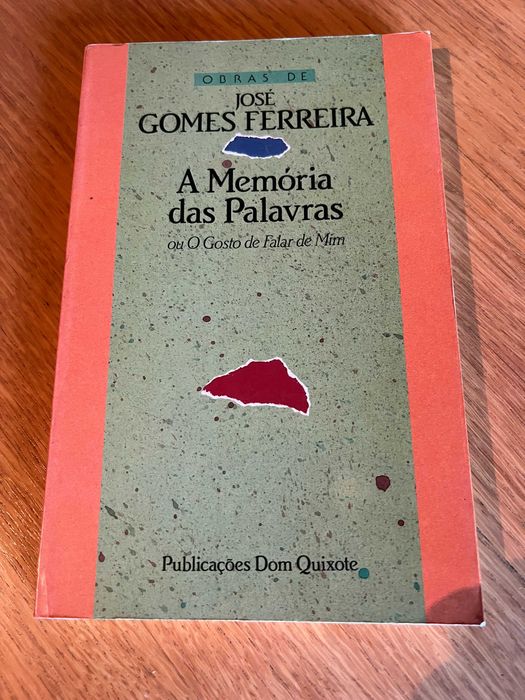 OBRAS DE
JOSÉ
GOMES FERREIRA
A Memória
das Palavras
ou O Gosto de Falar de Mim
Publicações Dom Quixote